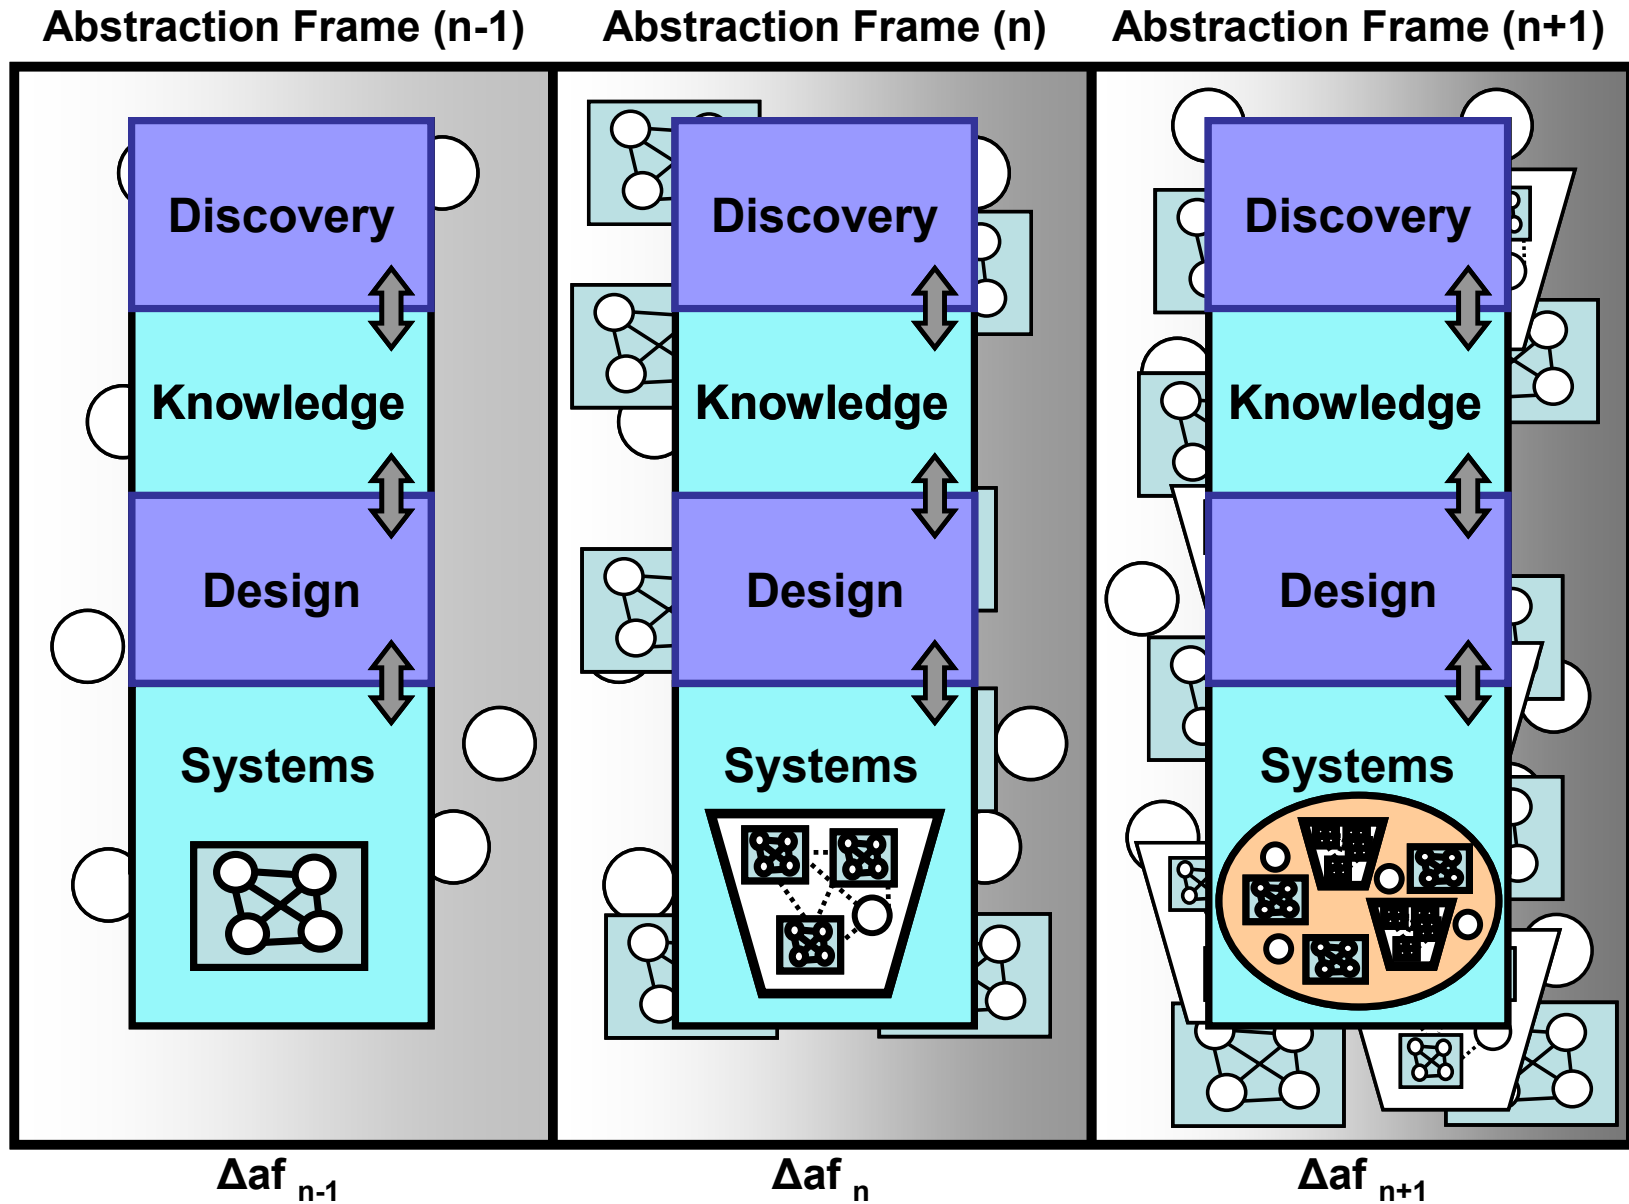 Abstraction Frame (n-1)
Abstraction Frame (n)
Abstraction Frame (n+1)
Discovery
Knowledge
Design
Systems
Discovery
Knowledge
Design
Systems
Discovery
Knowledge
Design
Systems
Δaf n-1
Δaf n
Δaf n+1